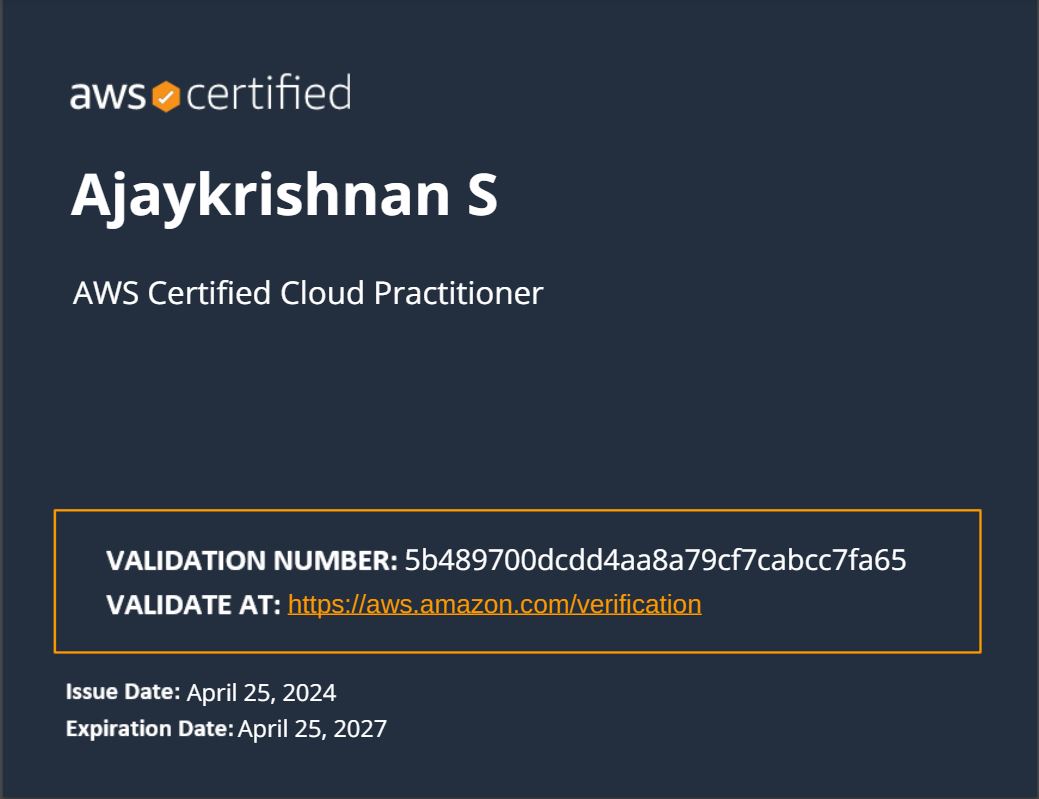 aws certified
Ajaykrishnan S
AWS Certified Cloud Practitioner
VALIDATION NUMBER: 5b489700dcdd4aa8a79cf7cabcc7fa65
VALIDATE AT: https://aws.amazon.com/verification
Issue Date: April 25, 2024
Expiration Date: April 25, 2027